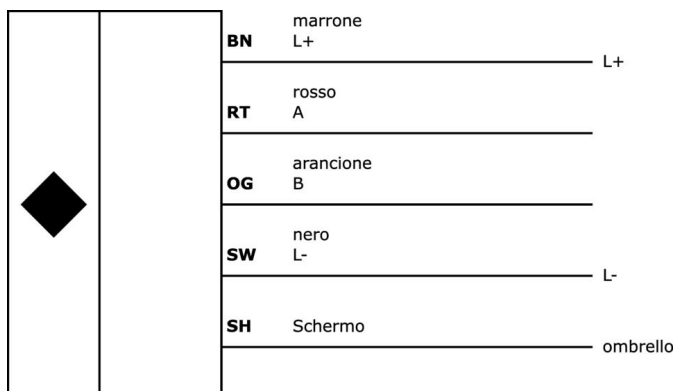 marrone
BN L+
L+
rosso
RT A
arancione
OG B
nero
SW L-
L-
SH Schermo
ombrello